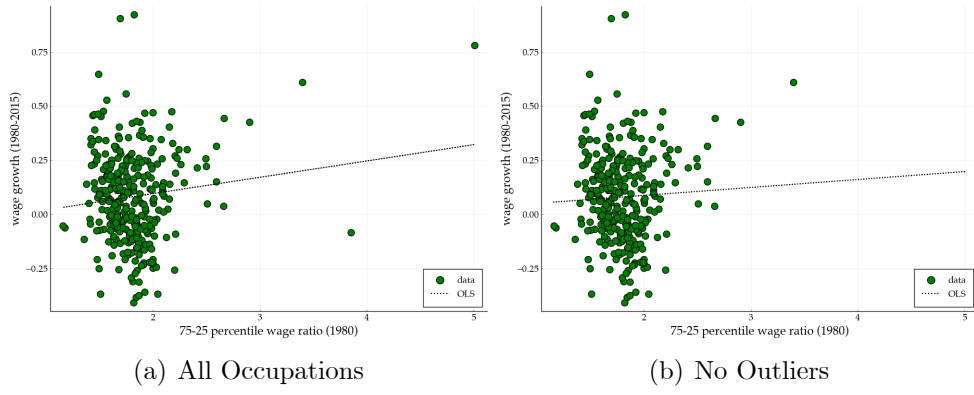 0.75
0.50
0.25
0.00
−0.25
wage growth (1980-2015)
data
OLS
2
3
4
5
75-25 percentile wage ratio (1980)
(a) All Occupations
0.75
0.50
0.25
0.00
−0.25
wage growth (1980-2015)
data
OLS
2
3
4
5
75-25 percentile wage ratio (1980)
(b) No Outliers